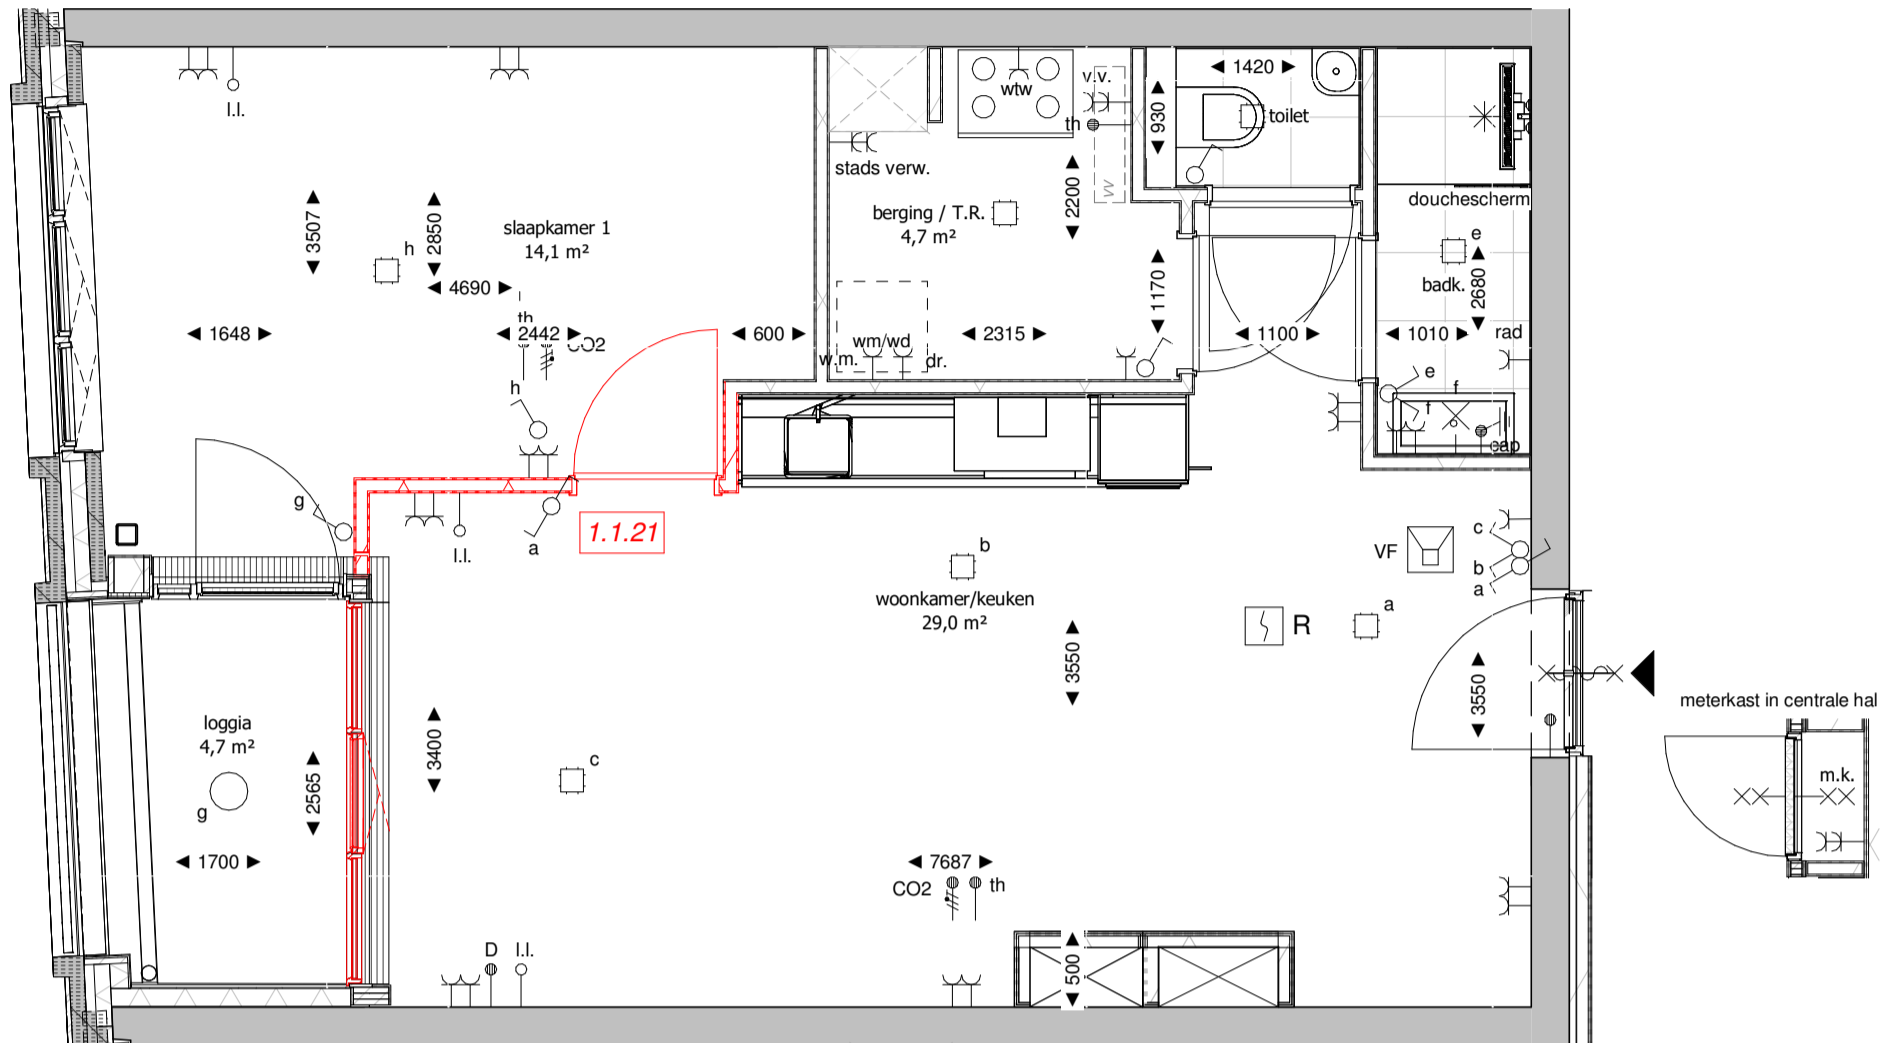 l.l.
wtw
v.v.
1420
930
toilet
th
stads verw.
2200
w
douchescherm
berging / T.R.
4,7 m²
3507
2850
h
slaapkamer 1
14,1 m²
4690
e
badk.
2680
1170
th
1648
2442
CO2
600
2315
1100
1010
rad
wm/wd
w.m.
dr.
h
e
f
f
cap
g
l.l.
a
1.1.21
b
VF
c
b
a
woonkamer/keuken
29,0 m²
R
a
3550
3550
meterkast in centrale hal
loggia
4,7 m²
3400
c
2565
g
m.k.
1700
7687
CO2
th
D
l.l.
500